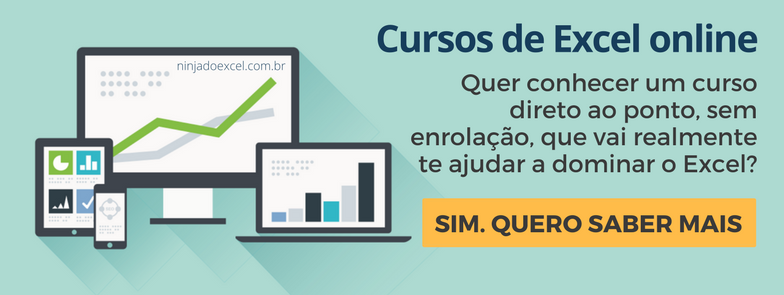 Cursos de Excel online
ninjadoexcel.com.br
Quer conhecer um curso
direto ao ponto, sem
enrolação, que vai realmente
te ajudar a dominar o Excel?
SIM. QUERO SABER MAIS